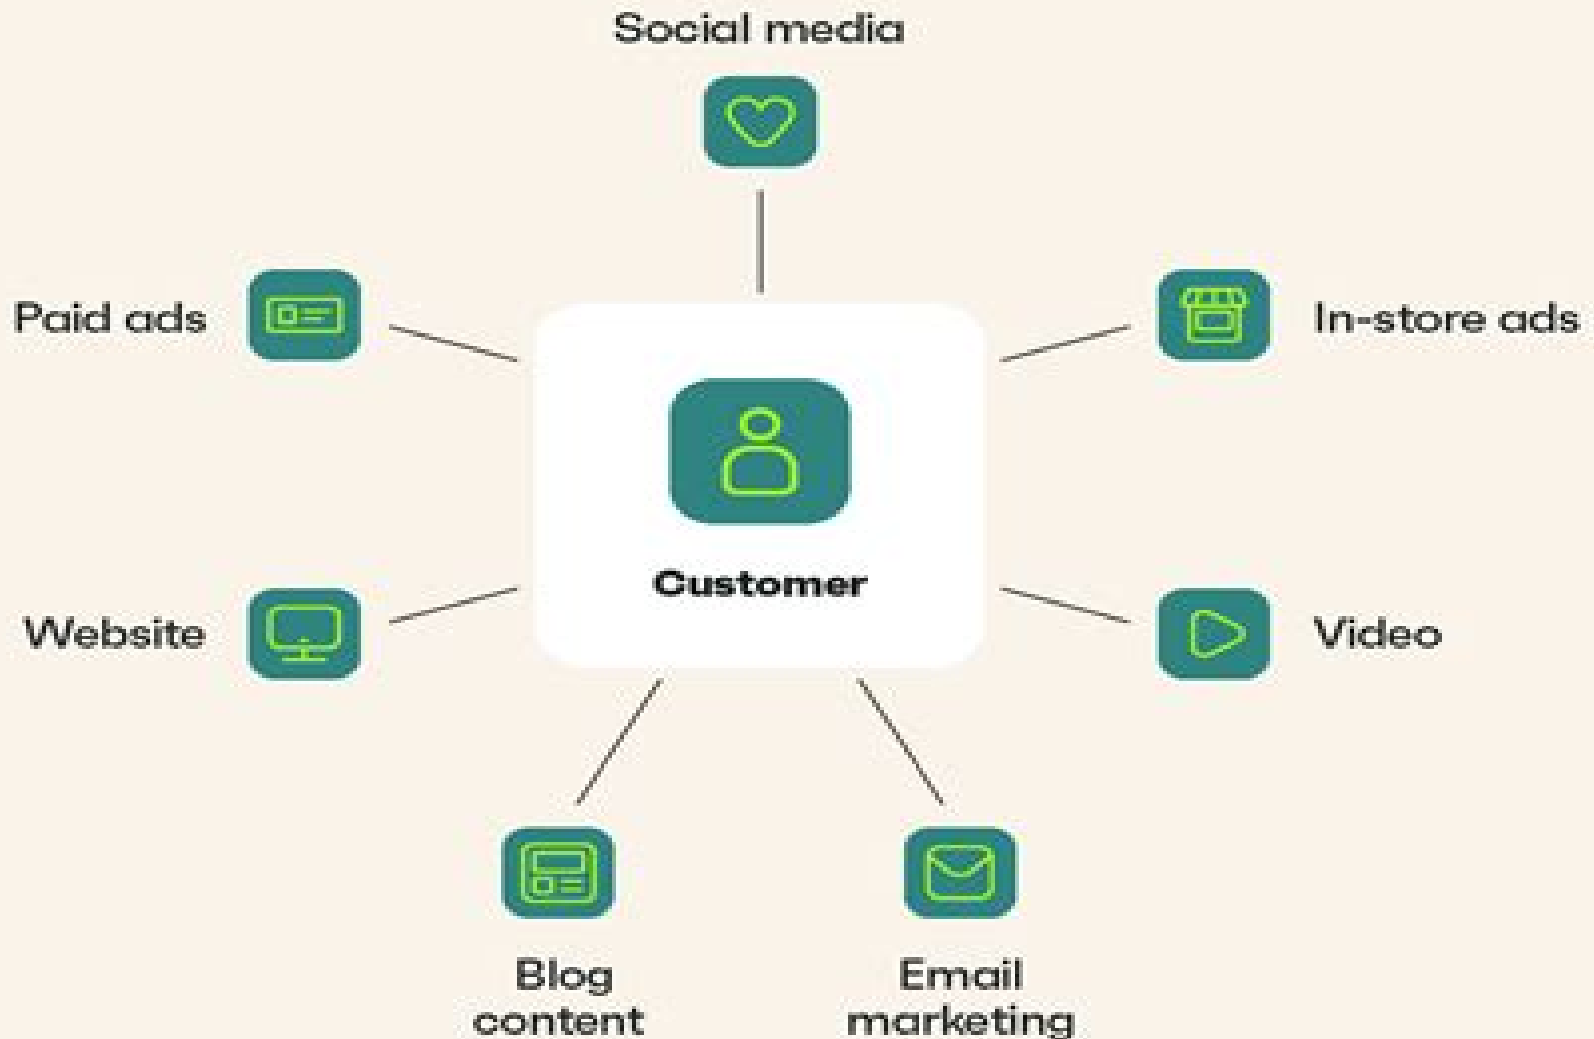 Social media
Paid ads
In-store ads
Customer
Website
Video
Blog
content
Email
marketing